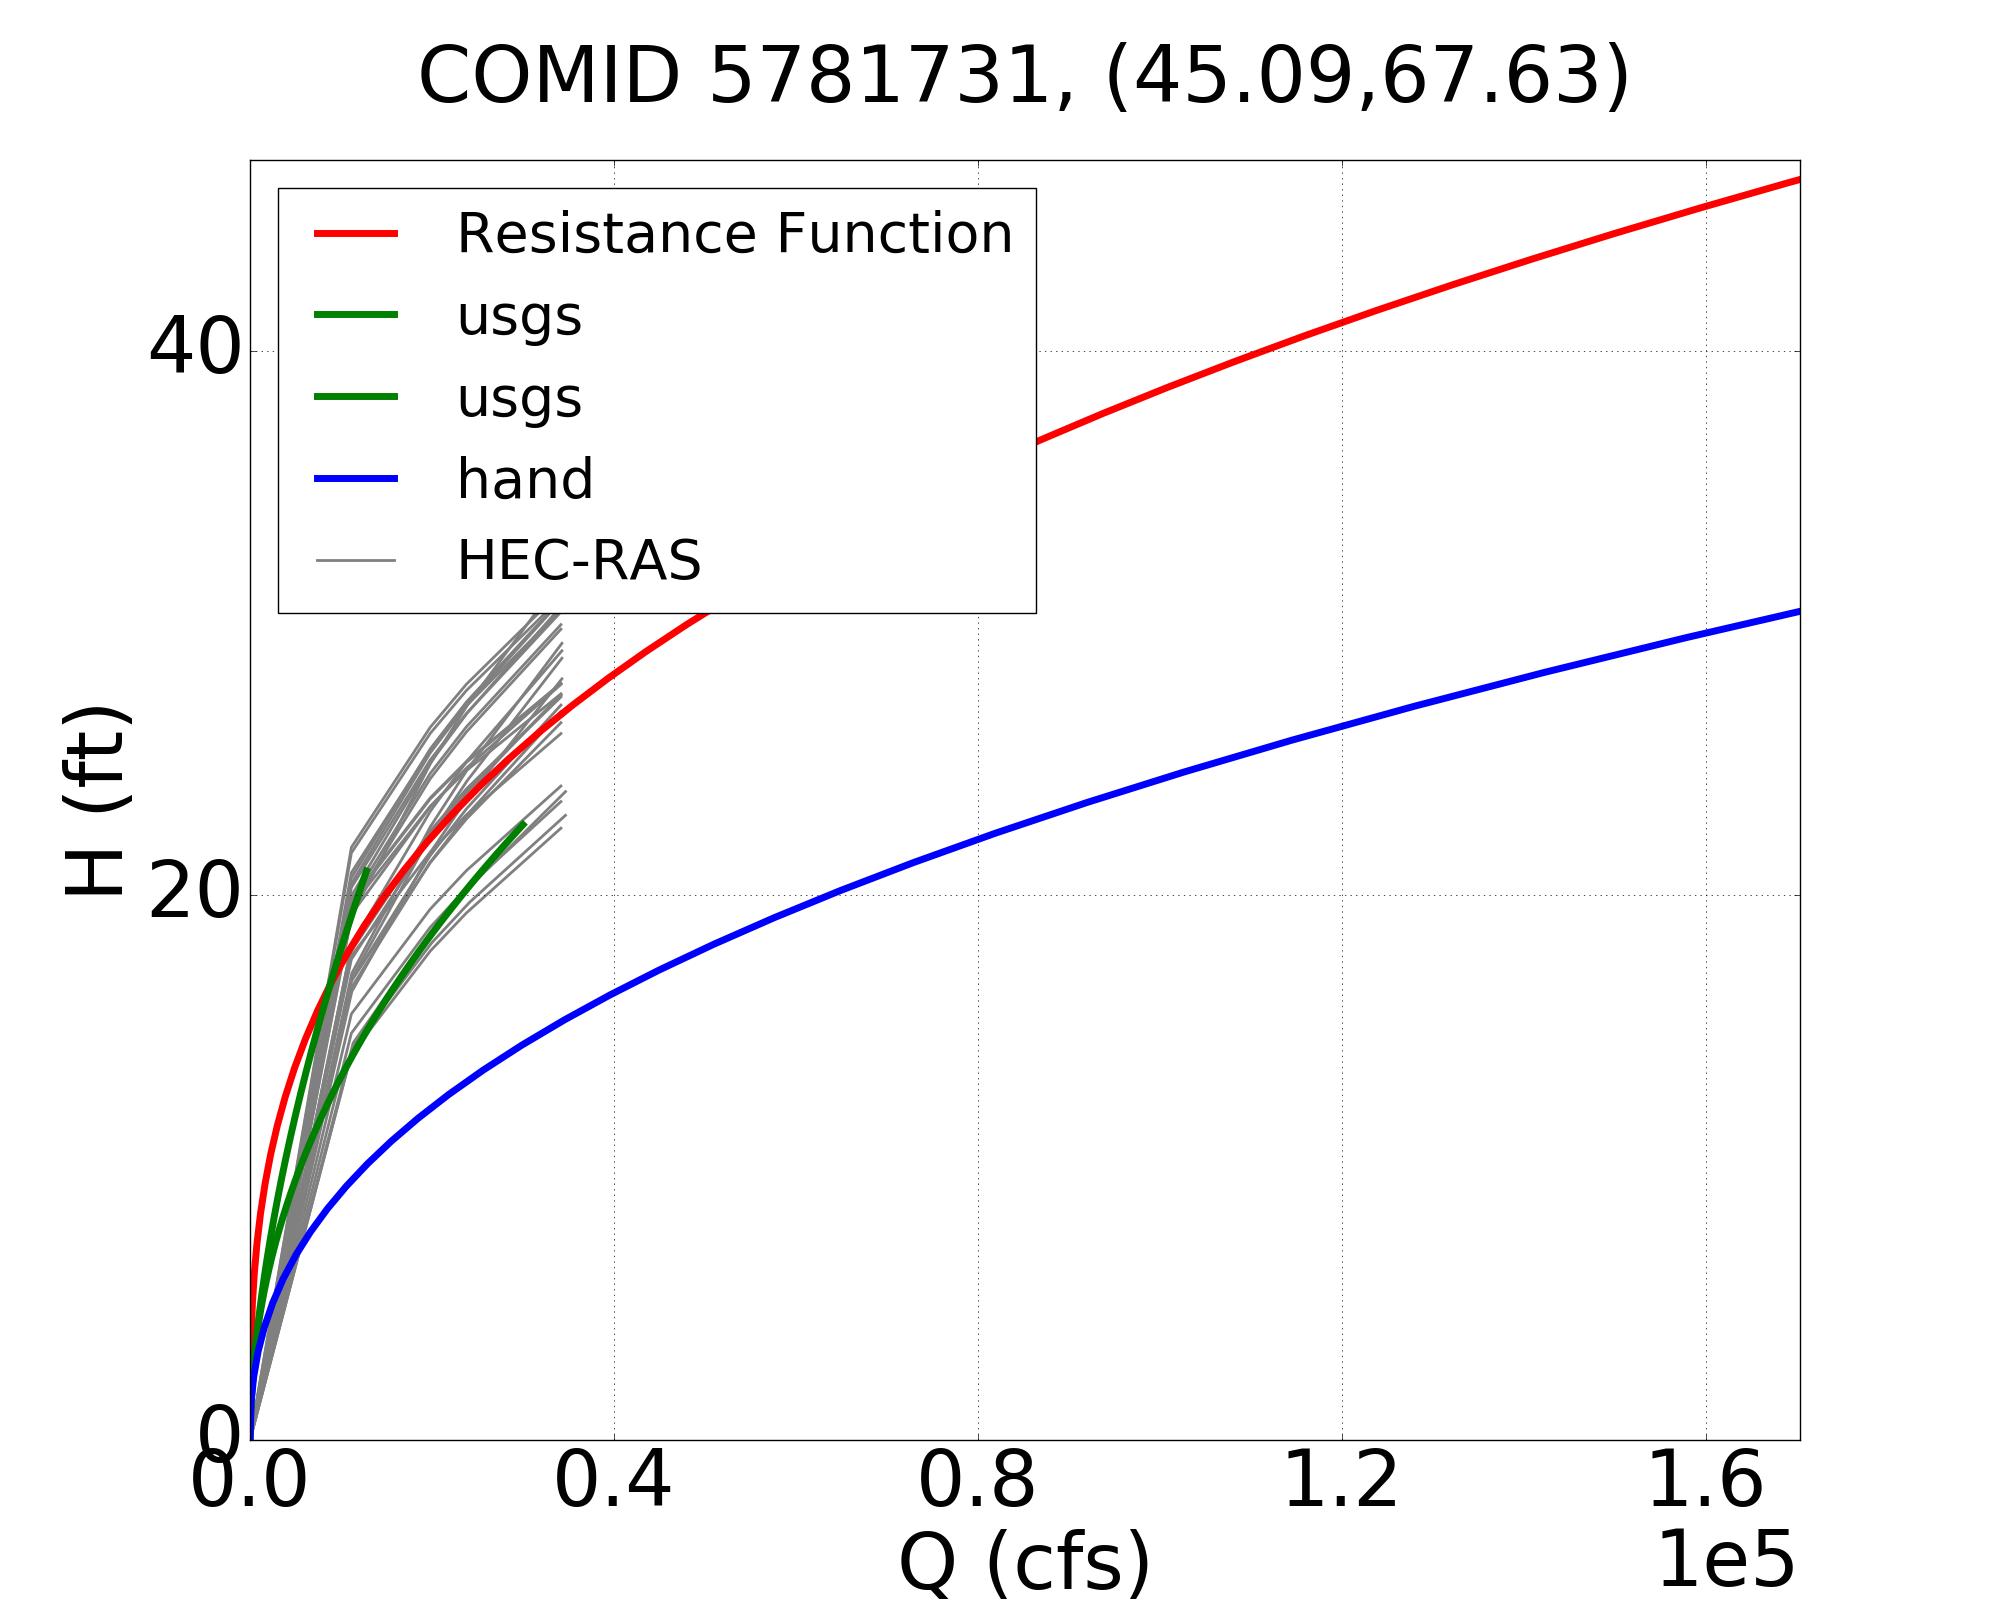 COMID 5781731, (45.09,67.63)
Resistance Function
usgs
usgs
hand
HEC-RAS
H (ft)
40
20
0
0.0 0.4 0.8 1.2 1.6
Q (cfs)
1e5